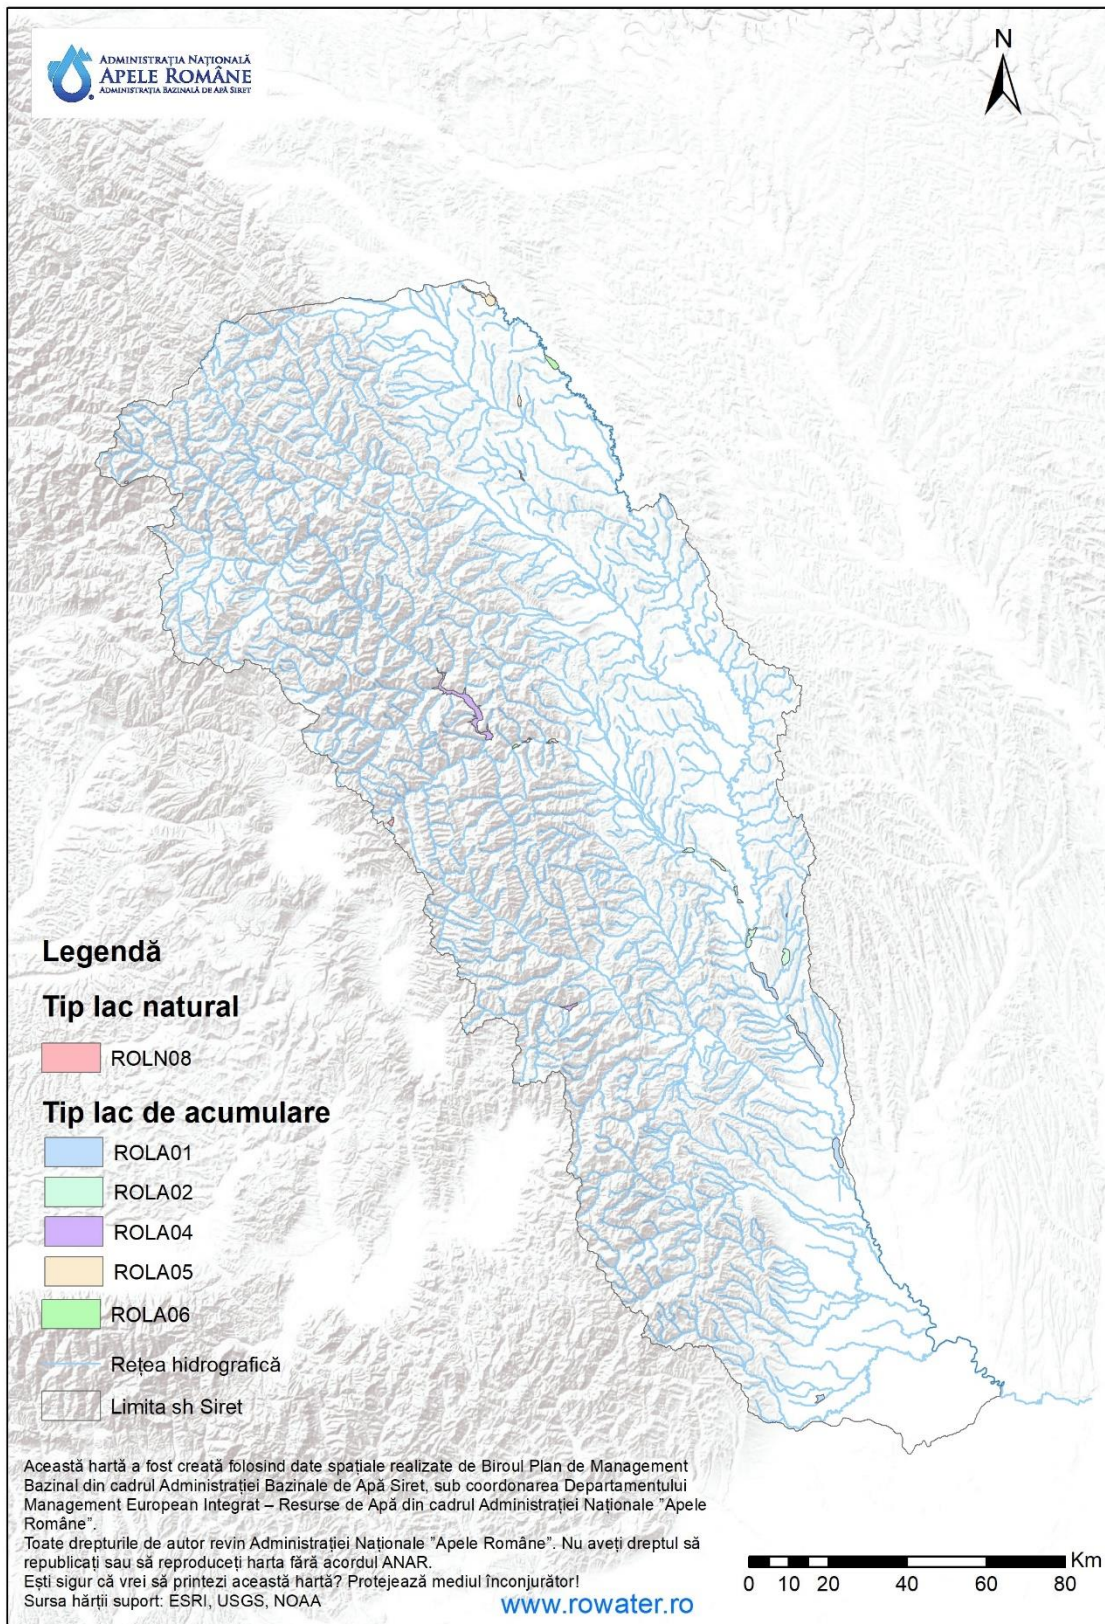 ADMINISTRAȚIA NAȚIONALĂ
APELE ROMÂNE
ADMINISTRAȚIA BAZINALĂ DE APĂ SIRET
N
Legendă
Tip lac natural
ROLN08
Tip lac de acumulare
ROLA01
ROLA02
ROLA04
ROLA05
ROLA06
Rețea hidrografică
Limita sh Siret
Această hartă a fost creată folosind date spațiale realizate de Biroul Plan de Management
Bazinal din cadrul Administrației Bazinale de Apă Siret, sub coordonarea Departamentului
Management European Integrat – Resurse de Apă din cadrul Administrației Naționale "Apele
Române".
Toate drepturile de autor revin Administrației Naționale "Apele Române". Nu aveți dreptul să
republicați sau să reproduceți harta fără acordul ANAR.
Ești sigur că vrei să printezi această hartă? Protejează mediul înconjurător!
Sursa hărții suport: ESRI, USGS, NOAA
www.rowater.ro
Km
0 10 20 40 60 80